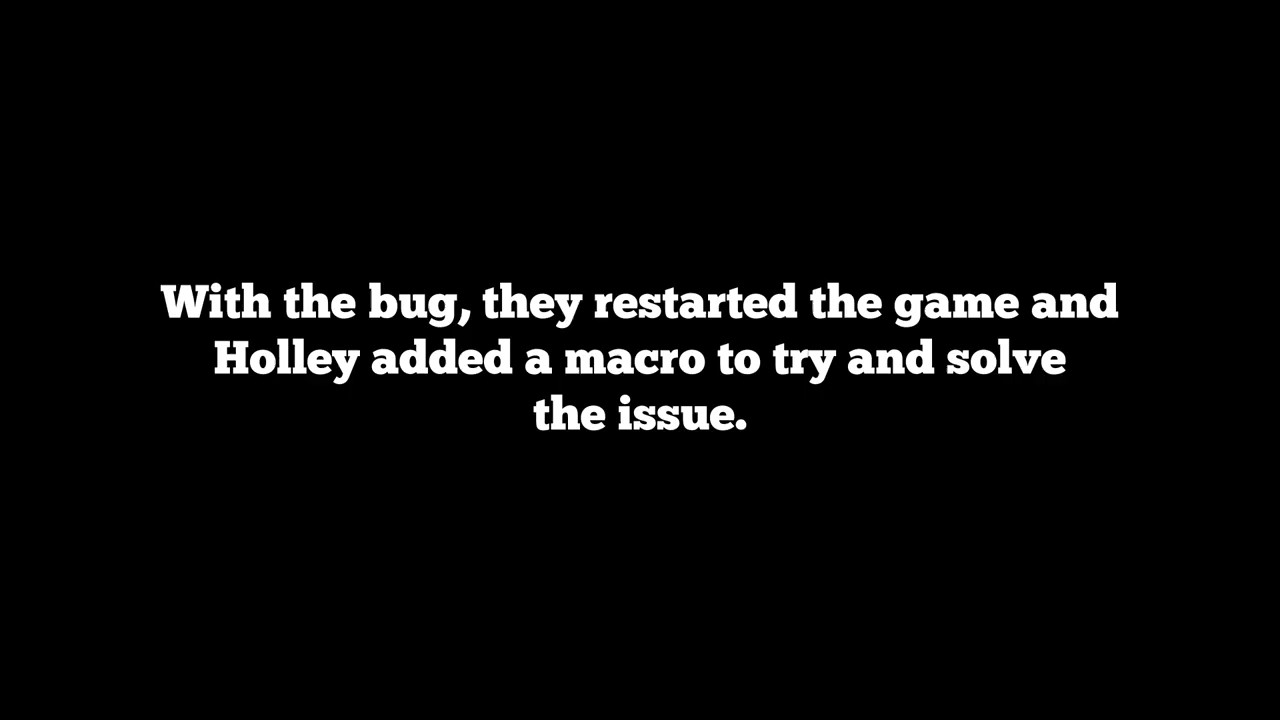 With the bug, they restarted the game and
Holley added a macro to try and solve
the issue.